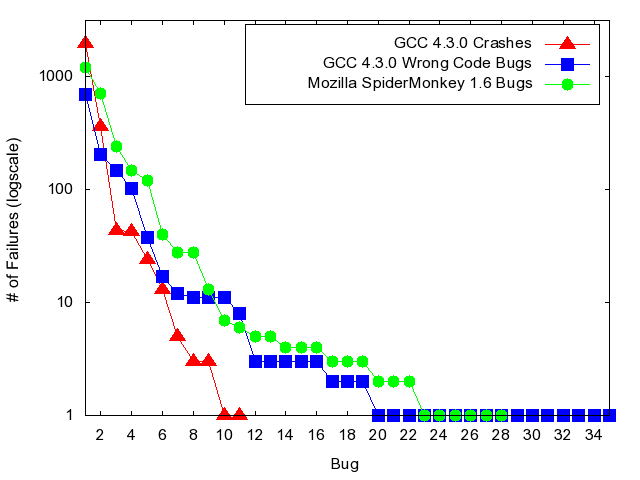 GCC 4.3.0 Crashes
GCC 4.3.0 Wrong Code Bugs
Mozilla SpiderMonkey 1.6 Bugs
# of Failures (logscale)
1000
100
10
1
2 4 6 8 10 12 14 16 18 20 22 24 26 28 30 32 34
Bug